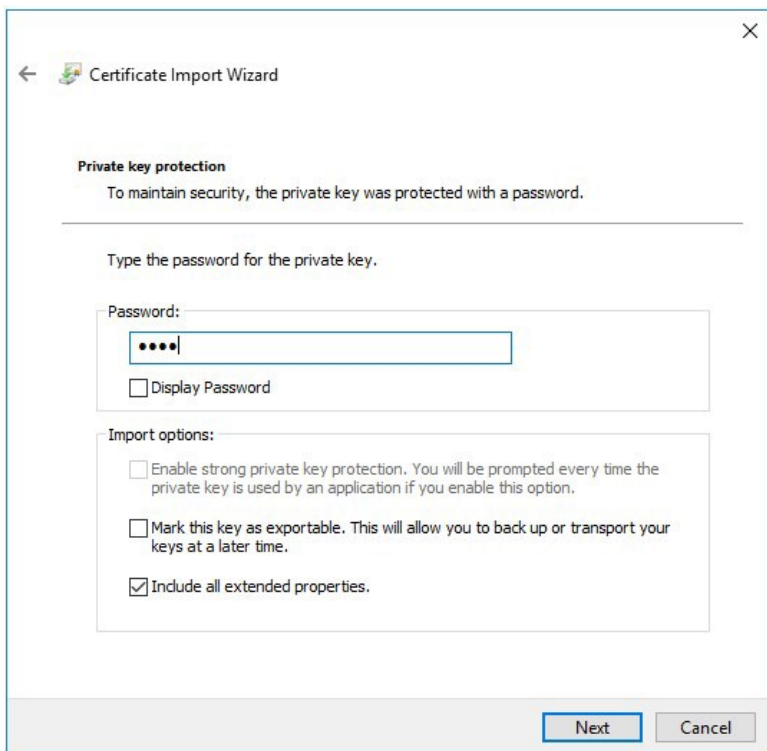 Certificate Import Wizard
Private key protection
To maintain security, the private key was protected with a password.
Type the password for the private key.
Password:
••••
Display Password
Import options:
Enable strong private key protection. You will be prompted every time the
private key is used by an application if you enable this option.
Mark this key as exportable. This will allow you to back up or transport your
keys at a later time.
Include all extended properties.
Next Cancel